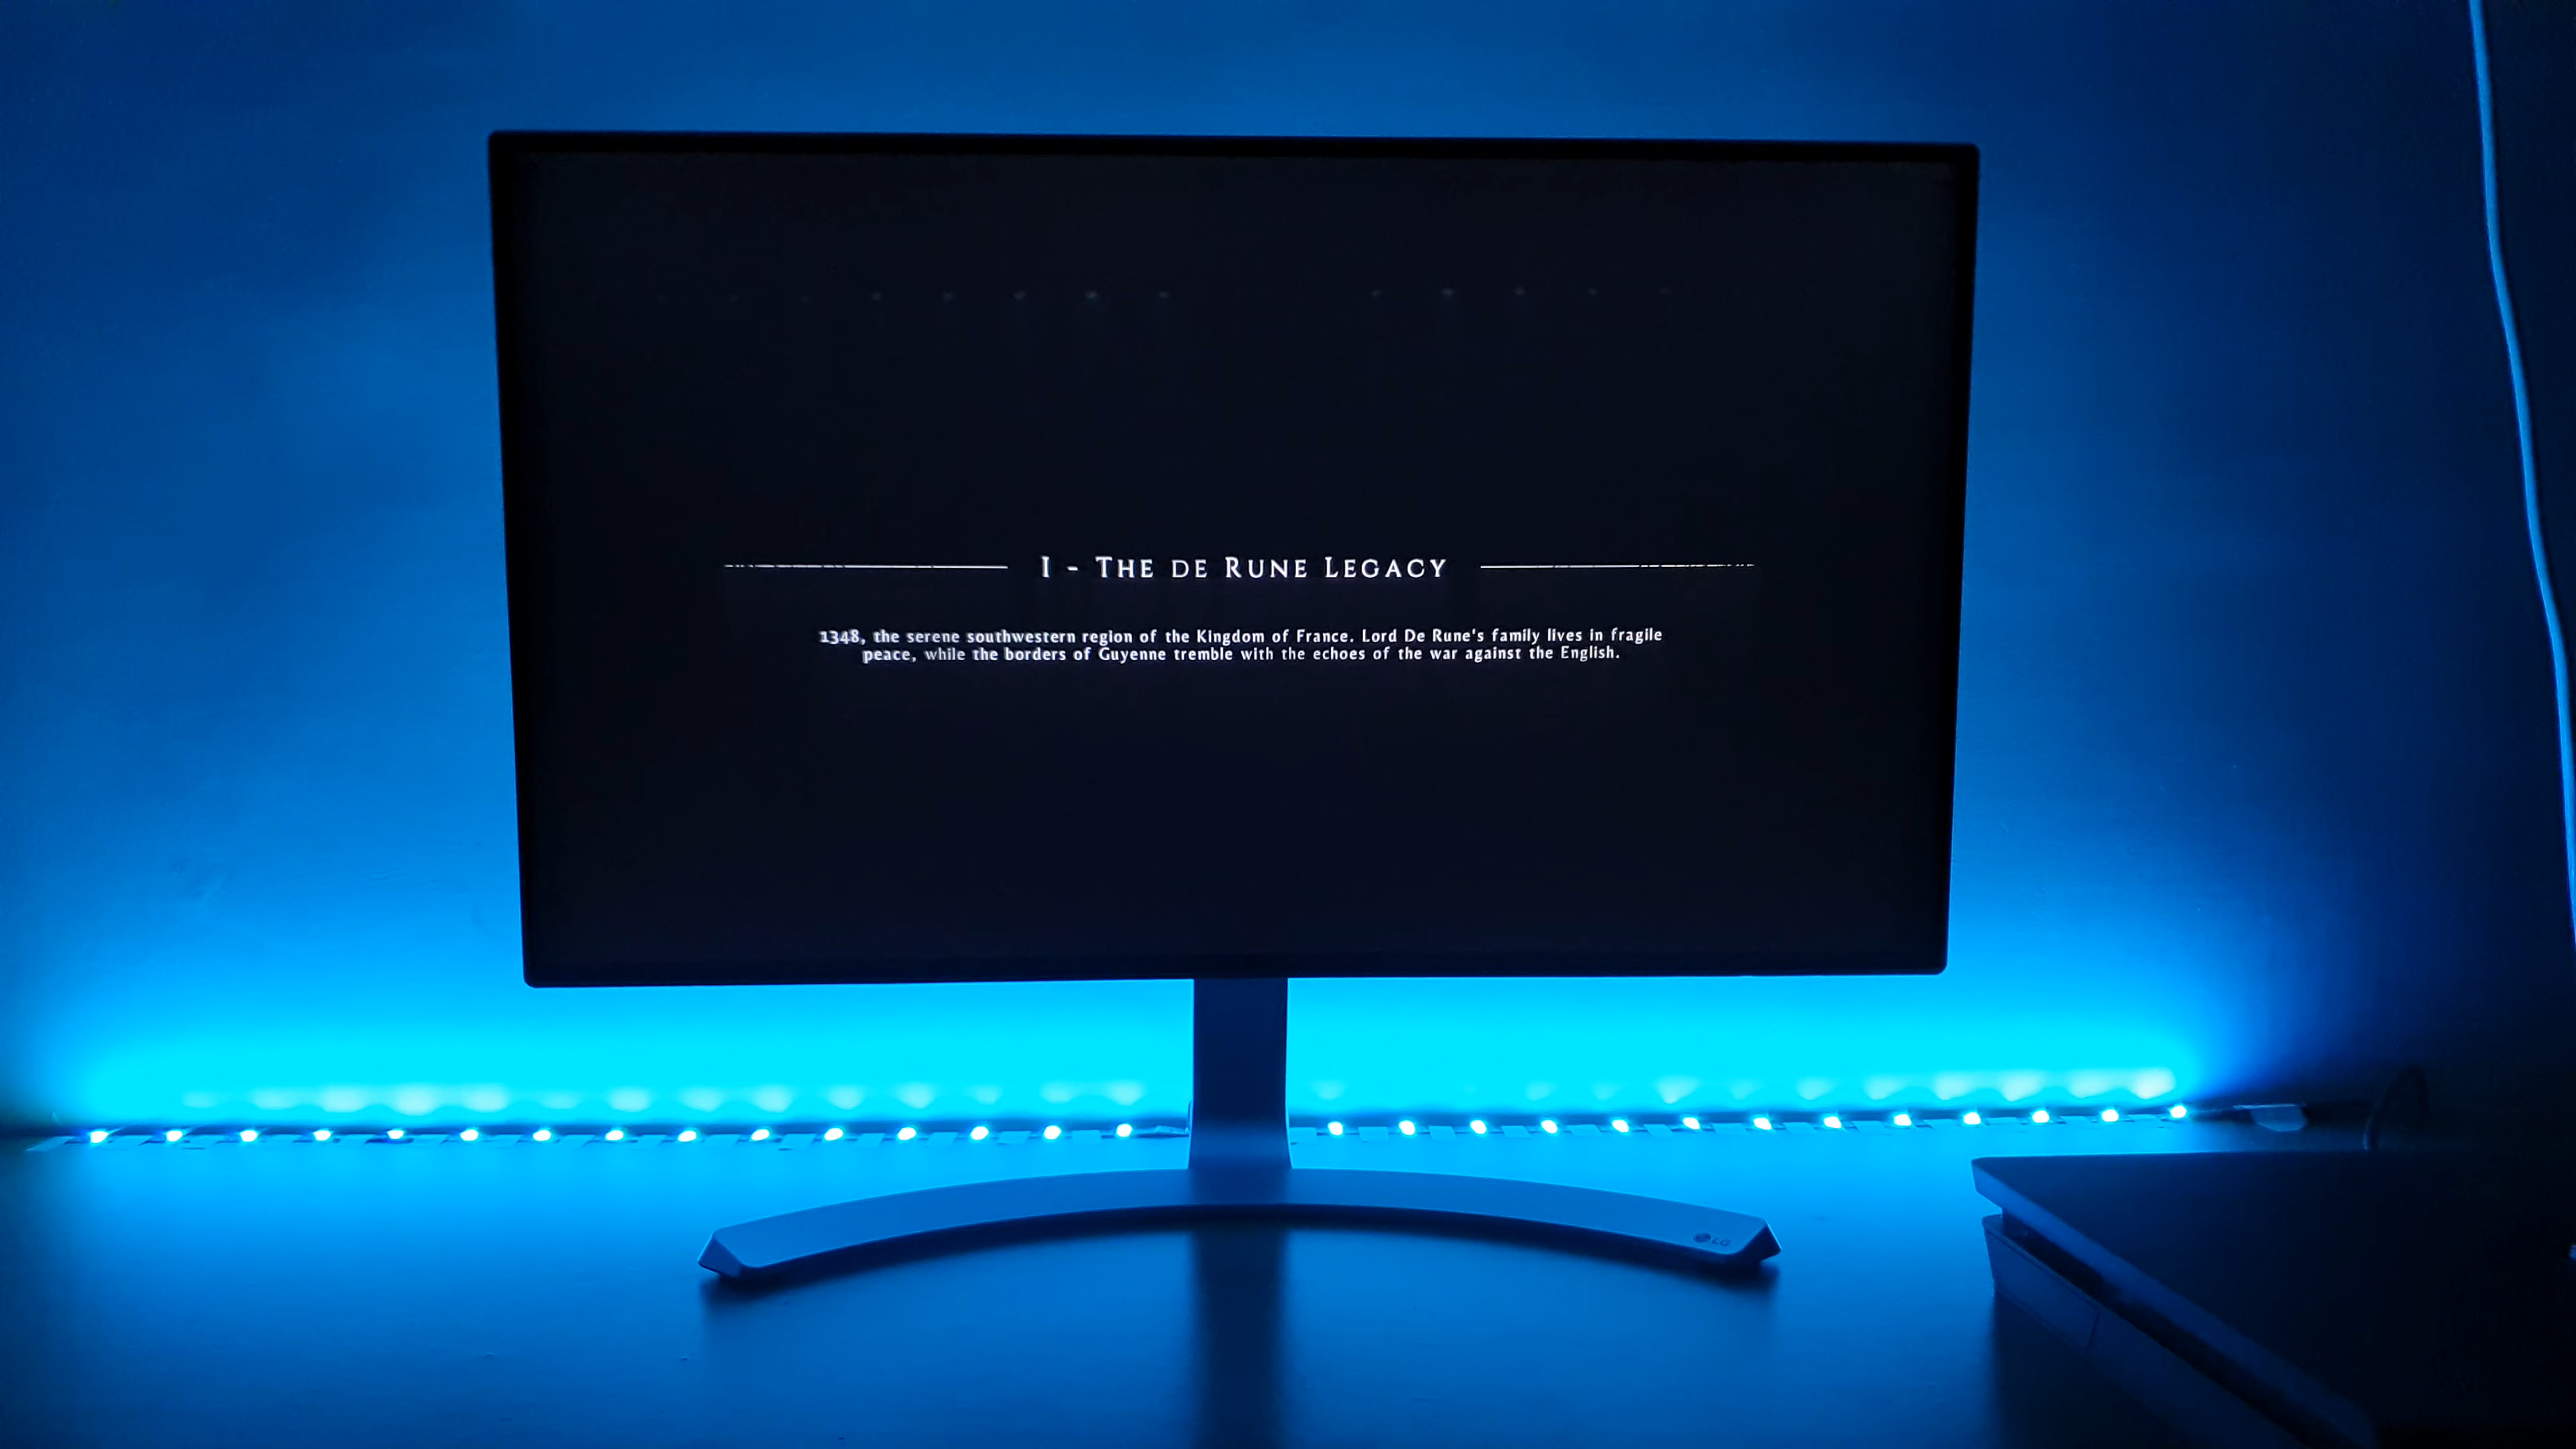 I - The de Rune Legacy
1348, the serene southwestern region of the Kingdom of France. Lord De Rune's family lives in fragile
peace, while the borders of Guyenne tremble with the echoes of the war against the English.
LG